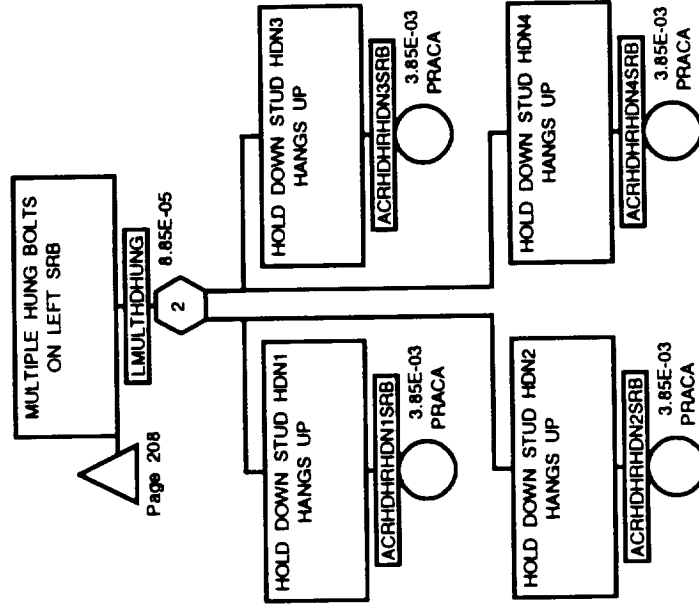 MULTIPLE HUNG BOLTS
ON LEFT SRB
Page 208
LMULTHDHUNG
8.85E-05
2
HOLD DOWN STUD HDN1
HANGS UP
ACRHDHRHDN1SRB
3.85E-03
PRACA
HOLD DOWN STUD HDN3
HANGS UP
ACRHDHRHDN3SRB
3.85E-03
PRACA
HOLD DOWN STUD HDN2
HANGS UP
ACRHDHRHDN2SRB
3.85E-03
PRACA
HOLD DOWN STUD HDN4
HANGS UP
ACRHDHRHDN4SRB
3.85E-03
PRACA